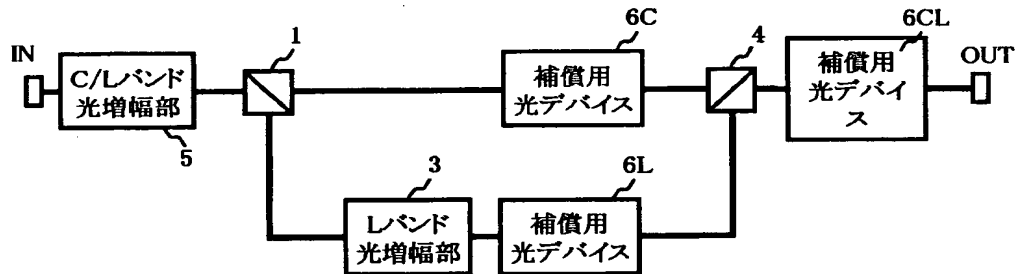 IN
C/Lバンド
光増幅部
5
1
6C
補償用
光デバイス
4
6CL
補償用
光デバイ
ス
OUT
3
Lバンド
光増幅部
6L
補償用
光デバイス